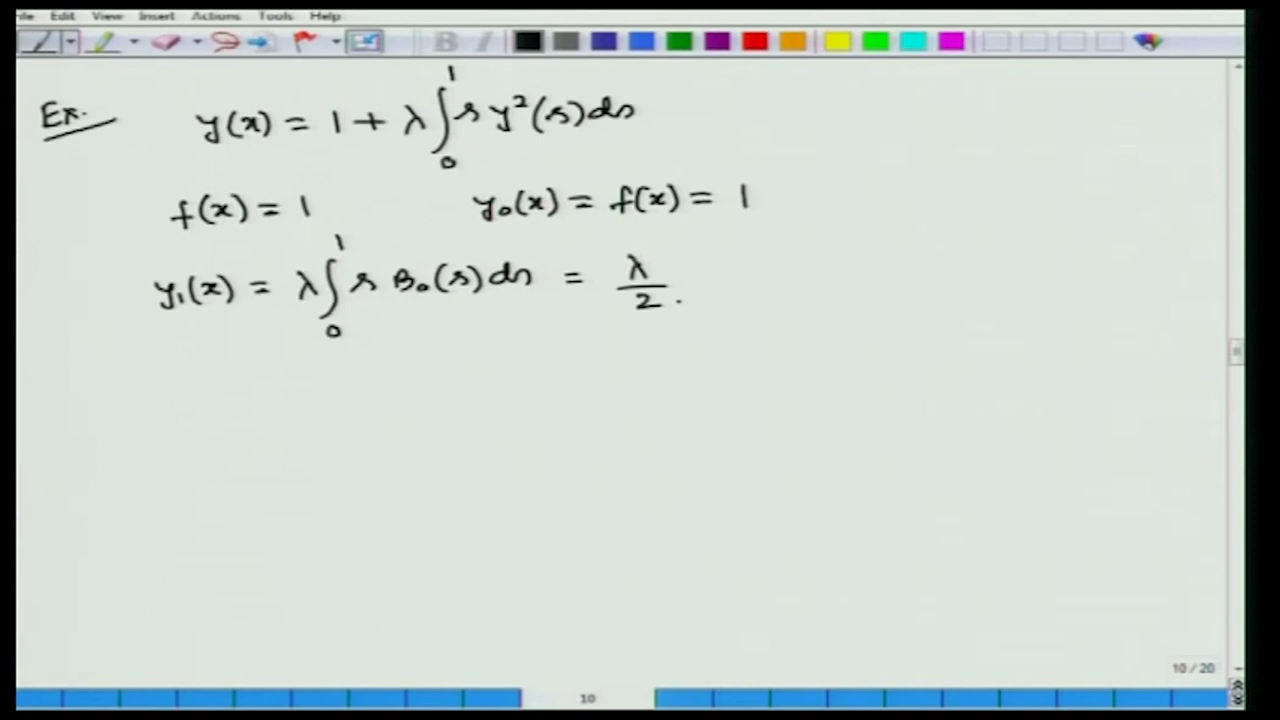 Edit View Insert Actions Tools Help
B I
Ex. y(x) = 1 + λ ∫₀¹ s y²(s) ds
f(x) = 1 y₀(x) = f(x) = 1
y₁(x) = λ ∫₀¹ s B₀(s) ds = λ/2.
10 / 20
10